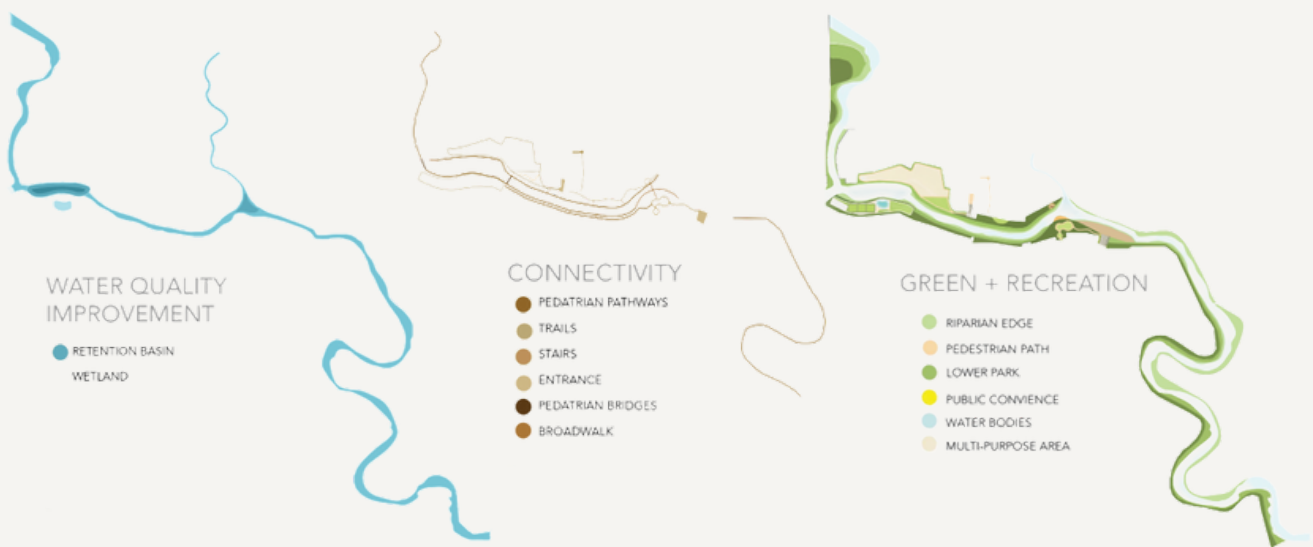 WATER QUALITY
IMPROVEMENT
RETENTION BASIN
WETLAND
CONNECTIVITY
PEDATRIAN PATHWAYS
TRAILS
STAIRS
ENTRANCE
PEDATRIAN BRIDGES
BROADWALK
GREEN + RECREATION
RIPARIAN EDGE
PEDESTRIAN PATH
LOWER PARK
PUBLIC CONVIENCE
WATER BODIES
MULTI-PURPOSE AREA